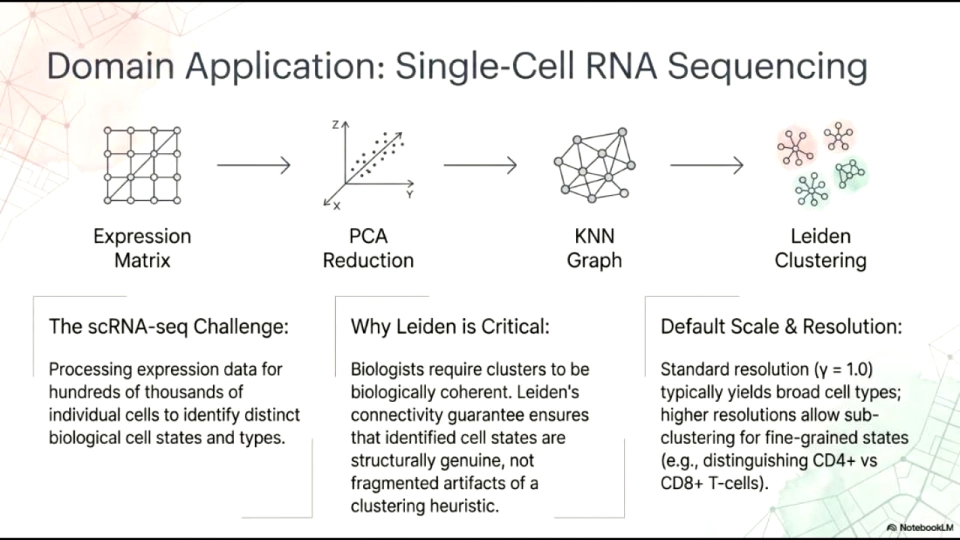 Domain Application: Single-Cell RNA Sequencing
Z
Y
X
Expression
Matrix
PCA
Reduction
KNN
Graph
Leiden
Clustering
The scRNA-seq Challenge:
Processing expression data for
hundreds of thousands of
individual cells to identify distinct
biological cell states and types.
Why Leiden is Critical:
Biologists require clusters to be
biologically coherent. Leiden's
connectivity guarantee ensures
that identified cell states are
structurally genuine, not
fragmented artifacts of a
clustering heuristic.
Default Scale & Resolution:
Standard resolution (γ = 1.0)
typically yields broad cell types;
higher resolutions allow sub-
clustering for fine-grained states
(e.g., distinguishing CD4+ vs
CD8+ T-cells).
NotebookLM